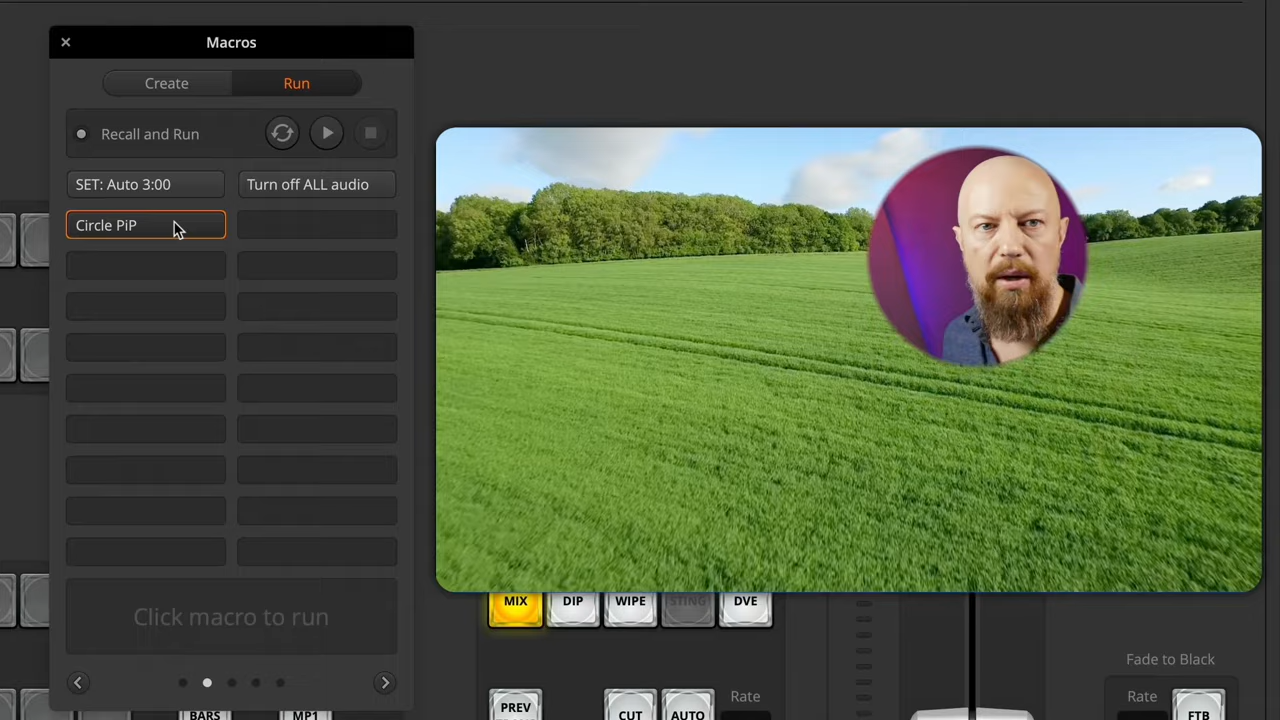 Macros
Create
Run
Recall and Run
SET: Auto 3:00
Turn off ALL audio
Circle PiP
Click macro to run
MIX
DIP
WIPE
STING
DVE
Fade to Black
PREV
CUT
AUTO
Rate
Rate
FTB
BARS
MP1